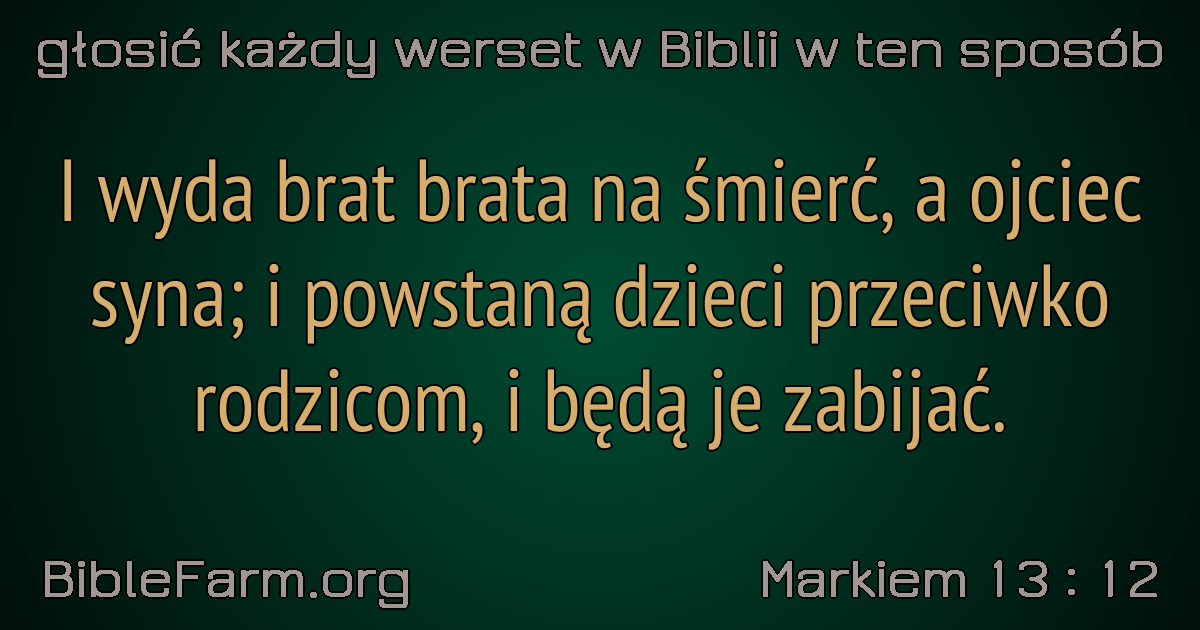 głosić każdy werset w Biblii w ten sposób
I wyda brat brata na śmierć, a ojciec
syna; i powstaną dzieci przeciwko
rodzicom, i będą je zabijać.
BibleFarm.org
Markiem 13 : 12